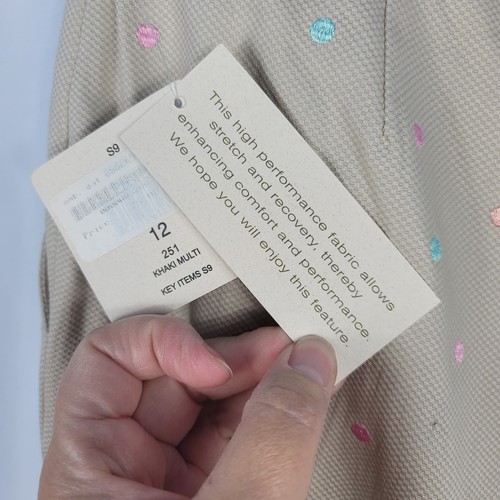 S9
Price
12
251
KHAKI MULTI
KEY ITEMS S9
This high performance fabric allows
stretch and recovery, thereby
enhancing comfort and performance.
We hope you will enjoy this feature.